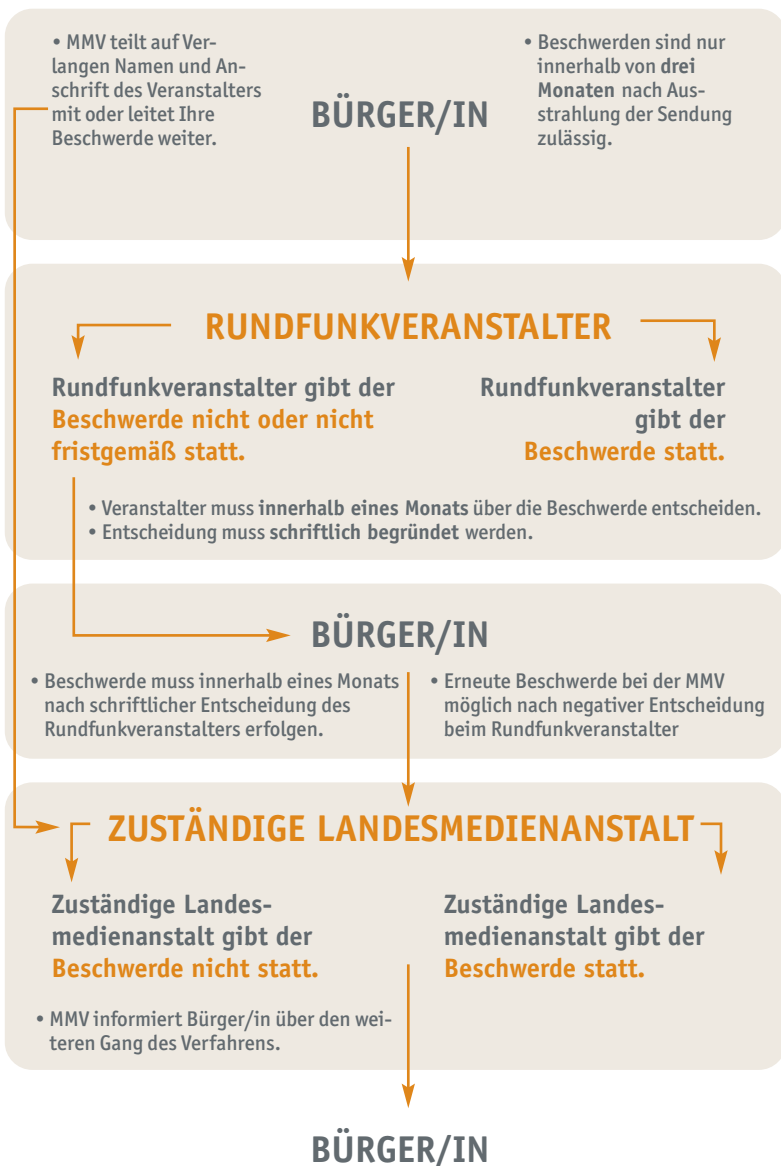 • MMV teilt auf Ver-
langen Namen und An-
schrift des Veranstalters
mit oder leitet Ihre
Beschwerde weiter.
BÜRGER/IN
• Beschwerden sind nur
innerhalb von drei
Monaten nach Aus-
strahlung der Sendung
zulässig.
RUNDFUNKVERANSTALTER
Rundfunkveranstalter gibt der
Beschwerde nicht oder nicht
fristgemäß statt.
Rundfunkveranstalter
gibt der
Beschwerde statt.
• Veranstalter muss innerhalb eines Monats über die Beschwerde entscheiden.
• Entscheidung muss schriftlich begründet werden.
BÜRGER/IN
• Beschwerde muss innerhalb eines Monats
nach schriftlicher Entscheidung des
Rundfunkveranstalters erfolgen.
• Erneute Beschwerde bei der MMV
möglich nach negativer Entscheidung
beim Rundfunkveranstalter
ZUSTÄNDIGE LANDESMEDIENANSTALT
Zuständige Landes-
medienanstalt gibt der
Beschwerde nicht statt.
Zuständige Landes-
medienanstalt gibt der
Beschwerde statt.
• MMV informiert Bürger/in über den wei-
teren Gang des Verfahrens.
BÜRGER/IN